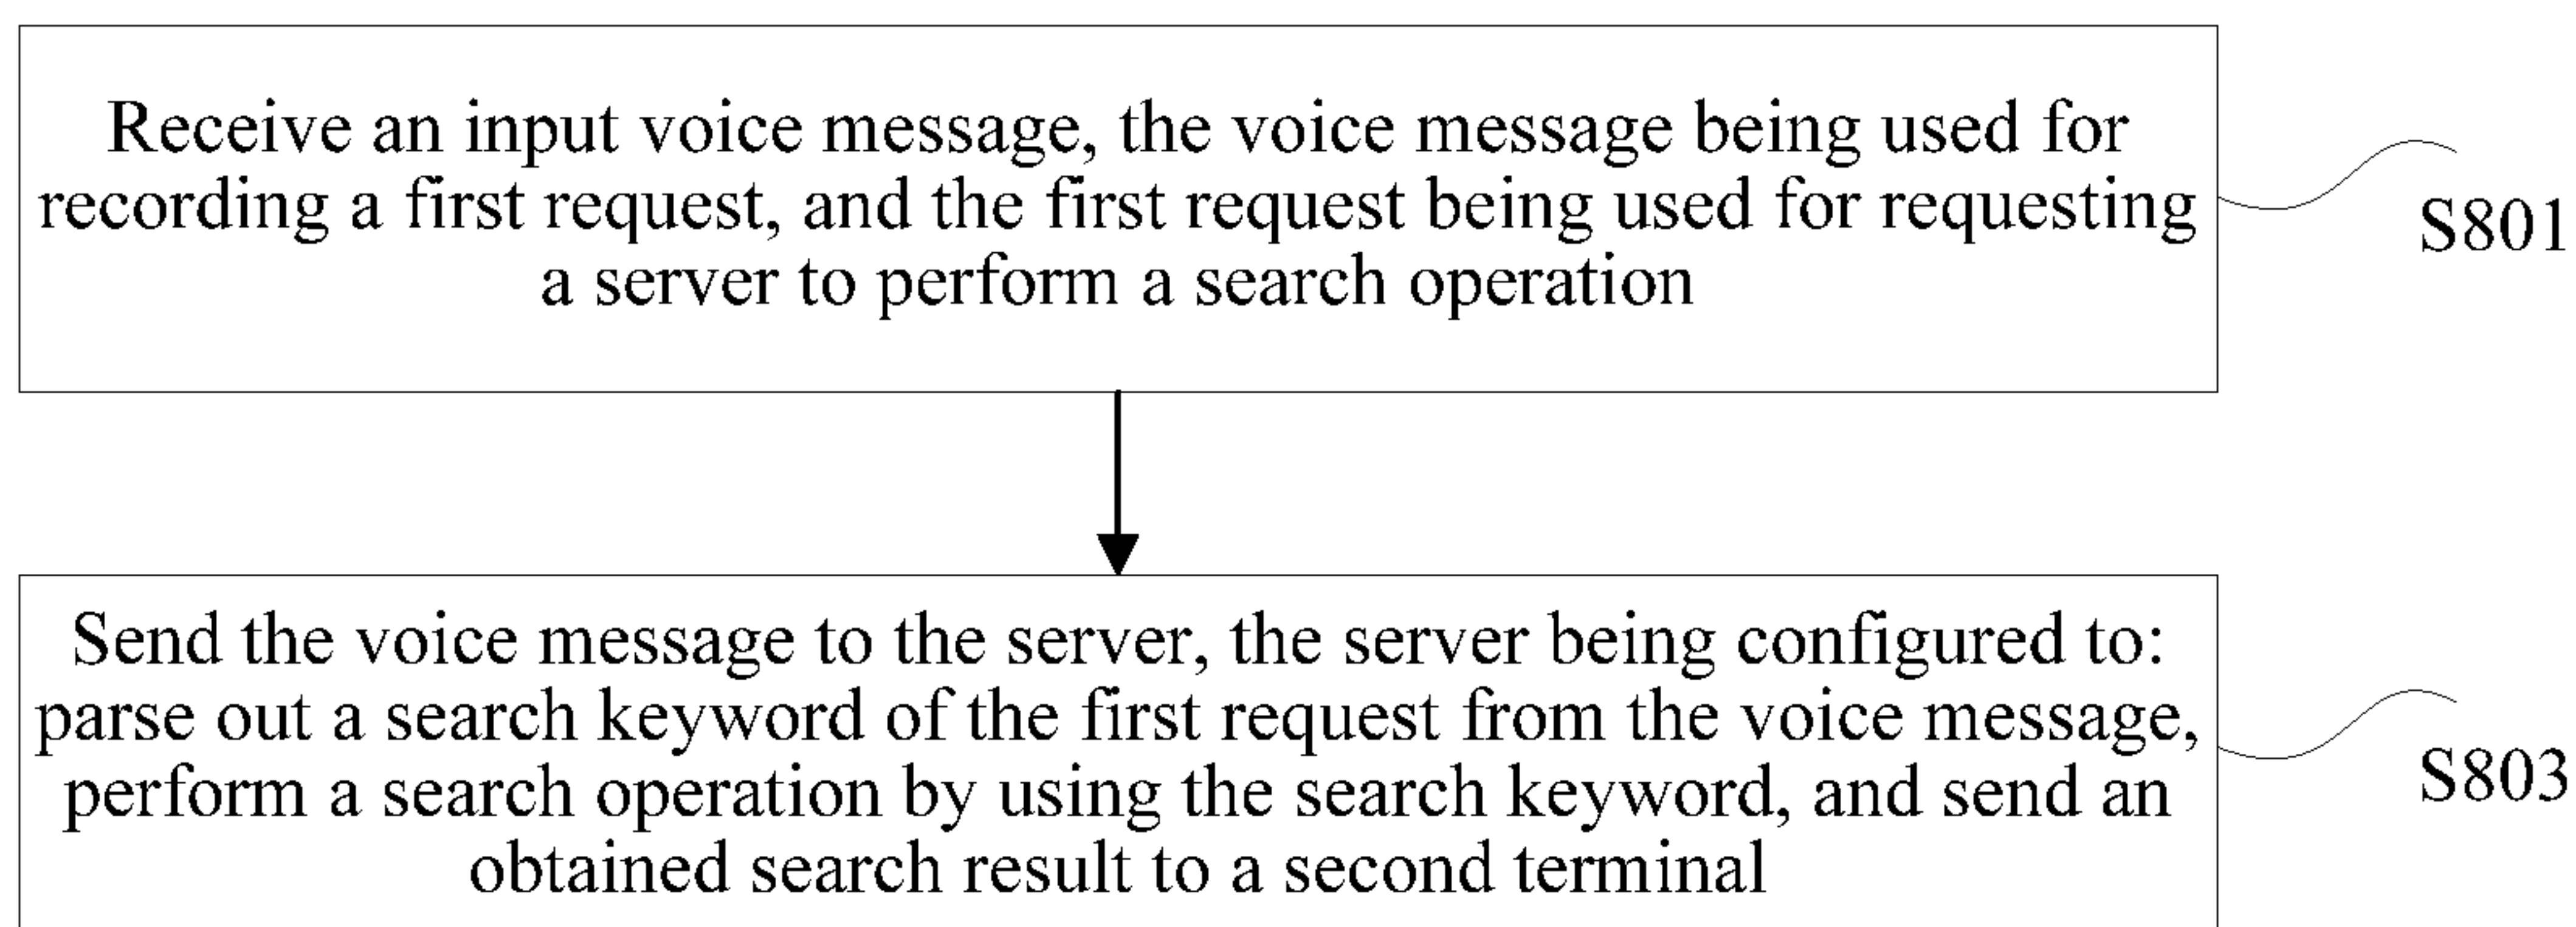 Receive an input voice message, the voice message being used for
recording a first request, and the first request being used for requesting
a server to perform a search operation
S801
Send the voice message to the server, the server being configured to:
parse out a search keyword of the first request from the voice message,
perform a search operation by using the search keyword, and send an
obtained search result to a second terminal
S803